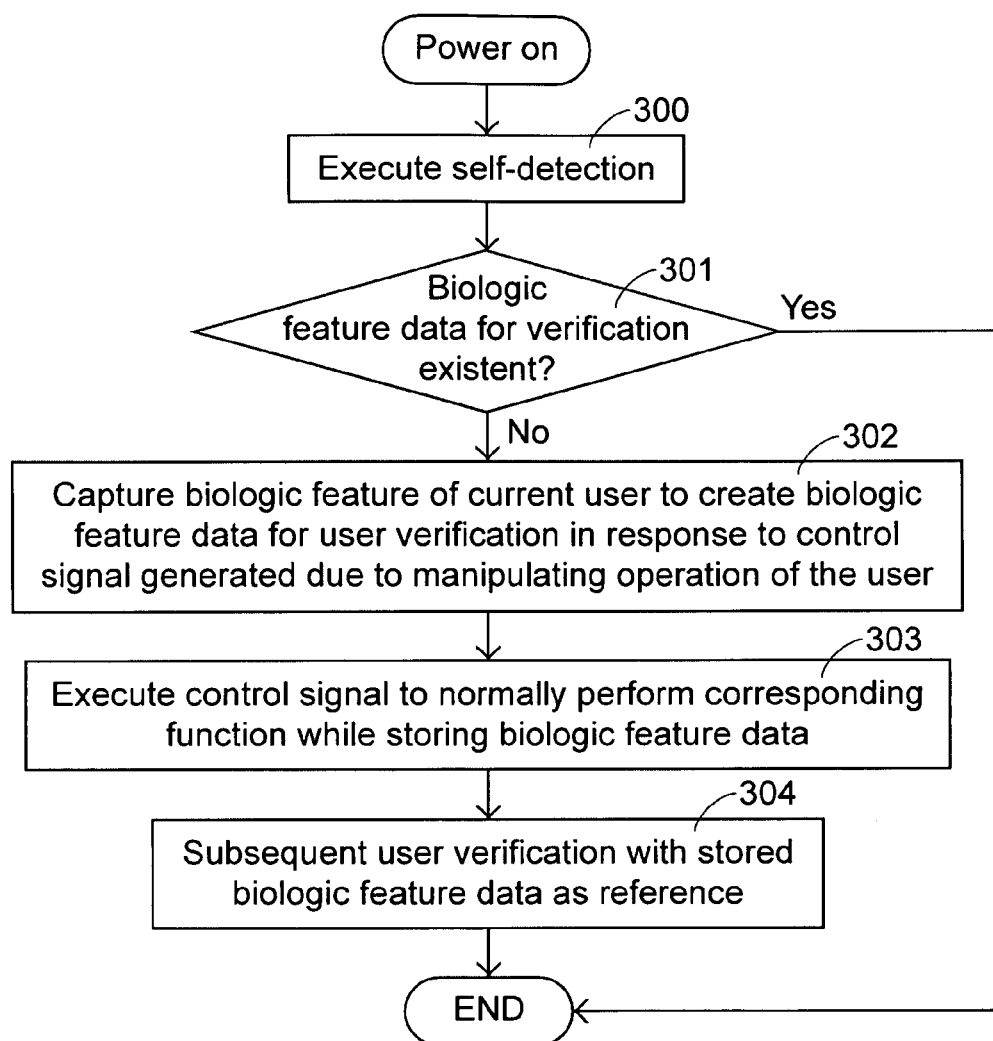 Power on
300
Execute self-detection
301
Biologic
feature data for verification
existent?
Yes
No
302
Capture biologic feature of current user to create biologic
feature data for user verification in response to control
signal generated due to manipulating operation of the user
303
Execute control signal to normally perform corresponding
function while storing biologic feature data
304
Subsequent user verification with stored
biologic feature data as reference
END